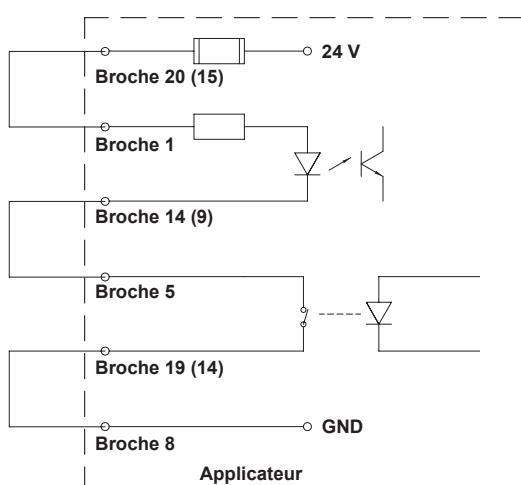 24 V
Broche 20 (15)
Broche 1
Broche 14 (9)
Broche 5
Broche 19 (14)
GND
Broche 8
Applicateur